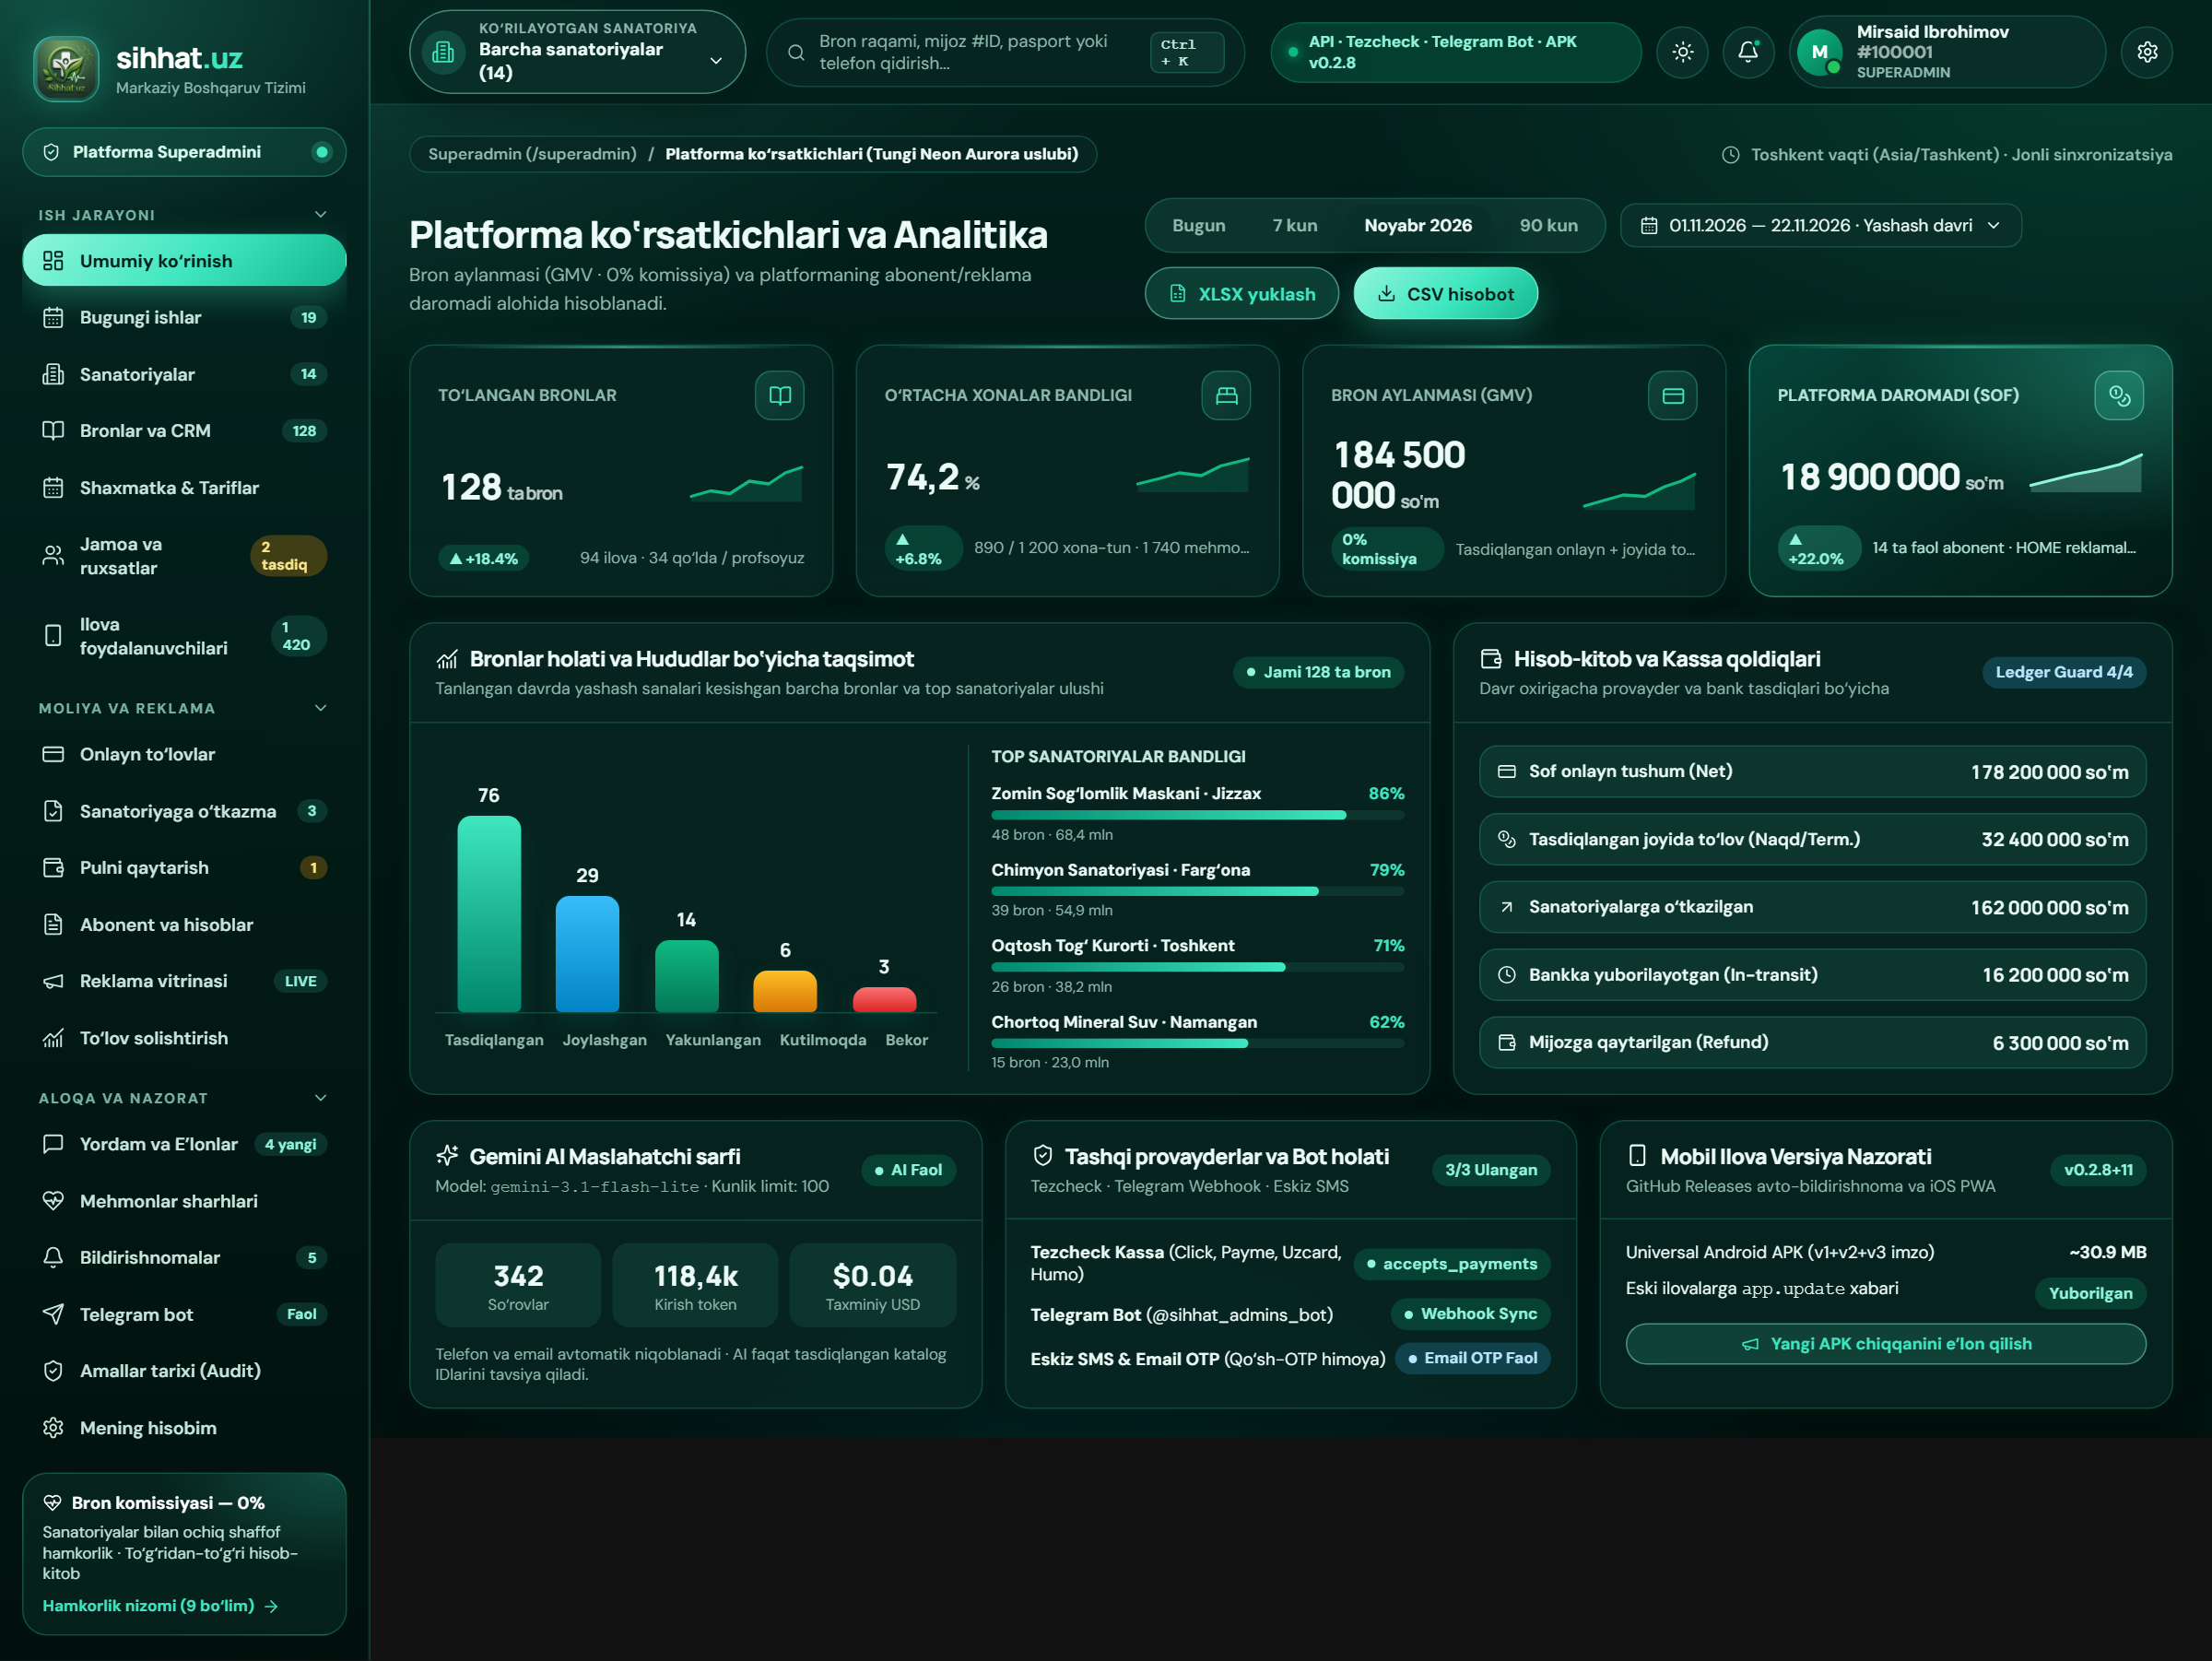 Sihhat.uz
sihhat.uz
Markaziy Boshqaruv Tizimi
Platforma Superadmini
ISH JARAYONI
Umumiy ko‘rinish
Bugungi ishlar 19
Sanatoriyalar 14
Bronlar va CRM 128
Shaxmatka & Tariflar
Jamoa va
ruxsatlar
2
tasdiq
Ilova
foydalanuvchilari
1
420
MOLIYA VA REKLAMA
Onlayn to‘lovlar
Sanatoriyaga o‘tkazma 3
Pulni qaytarish 1
Abonent va hisoblar
Reklama vitrinasi LIVE
To‘lov solishtirish
ALOQA VA NAZORAT
Yordam va E’lonlar 4 yangi
Mehmonlar sharhlari
Bildirishnomalar 5
Telegram bot Faol
Amallar tarixi (Audit)
Mening hisobim
Bron komissiyasi — 0%
Sanatoriyalar bilan ochiq shaffof
hamkorlik · To‘g‘ridan-to‘g‘ri hisob-
kitob
Hamkorlik nizomi (9 bo‘lim) →
KO‘RILAYOTGAN SANATORIYA
Barcha sanatoriyalar
(14)
Bron raqami, mijoz #ID, pasport yoki
telefon qidirish...
Ctrl
+ K
API · Tezcheck · Telegram Bot · APK
v0.2.8
M
Mirsaid Ibrohimov
#100001
SUPERADMIN
Superadmin (/superadmin) / Platforma ko‘rsatkichlari (Tungi Neon Aurora uslubi)
Toshkent vaqti (Asia/Tashkent) · Jonli sinxronizatsiya
Platforma ko‘rsatkichlari va Analitika
Bron aylanmasi (GMV · 0% komissiya) va platformaning abonent/reklama
daromadi alohida hisoblanadi.
Bugun 7 kun Noyabr 2026 90 kun
01.11.2026 — 22.11.2026 · Yashash davri
XLSX yuklash
CSV hisobot
TO‘LANGAN BRONLAR
128 ta bron
▲ +18.4%
94 ilova · 34 qo‘lda / profsoyuz
O‘RTACHA XONALAR BANDLIGI
74,2 %
▲
+6.8%
890 / 1 200 xona-tun · 1 740 mehmo...
BRON AYLANMASI (GMV)
184 500
000 so‘m
0%
komissiya
Tasdiqlangan onlayn + joyida to...
PLATFORMA DAROMADI (SOF)
18 900 000 so‘m
▲
+22.0%
14 ta faol abonent · HOME reklamal...
Bronlar holati va Hududlar bo‘yicha taqsimot
Tanlangan davrda yashash sanalari kesishgan barcha bronlar va top sanatoriyalar ulushi
Jami 128 ta bron
76
29
14
6
3
Tasdiqlangan Joylashgan Yakunlangan Kutilmoqda Bekor
TOP SANATORIYALAR BANDLIGI
Zomin Sog‘lomlik Maskani · Jizzax 86%
48 bron · 68,4 mln
Chimyon Sanatoriyasi · Farg‘ona 79%
39 bron · 54,9 mln
Oqtosh Tog‘ Kurorti · Toshkent 71%
26 bron · 38,2 mln
Chortoq Mineral Suv · Namangan 62%
15 bron · 23,0 mln
Hisob-kitob va Kassa qoldiqlari
Davr oxirigacha provayder va bank tasdiqlari bo‘yicha
Ledger Guard 4/4
Sof onlayn tushum (Net) 178 200 000 so‘m
Tasdiqlangan joyida to‘lov (Naqd/Term.) 32 400 000 so‘m
Sanatoriyalarga o‘tkazilgan 162 000 000 so‘m
Bankka yuborilayotgan (In-transit) 16 200 000 so‘m
Mijozga qaytarilgan (Refund) 6 300 000 so‘m
Gemini AI Maslahatchi sarfi
Model: gemini-3.1-flash-lite · Kunlik limit: 100
AI Faol
342
So‘rovlar
118,4k
Kirish token
$0.04
Taxminiy USD
Telefon va email avtomatik niqoblanadi · AI faqat tasdiqlangan katalog
IDlarini tavsiya qiladi.
Tashqi provayderlar va Bot holati
Tezcheck · Telegram Webhook · Eskiz SMS
3/3 Ulangan
Tezcheck Kassa (Click, Payme, Uzcard,
Humo)
accepts_payments
Telegram Bot (@sihhat_admins_bot) Webhook Sync
Eskiz SMS & Email OTP (Qo‘sh-OTP himoya) Email OTP Faol
Mobil Ilova Versiya Nazorati
GitHub Releases avto-bildirishnoma va iOS PWA
v0.2.8+11
Universal Android APK (v1+v2+v3 imzo) ~30.9 MB
Eski ilovalarga app.update xabari Yuborilgan
Yangi APK chiqqanini e’lon qilish